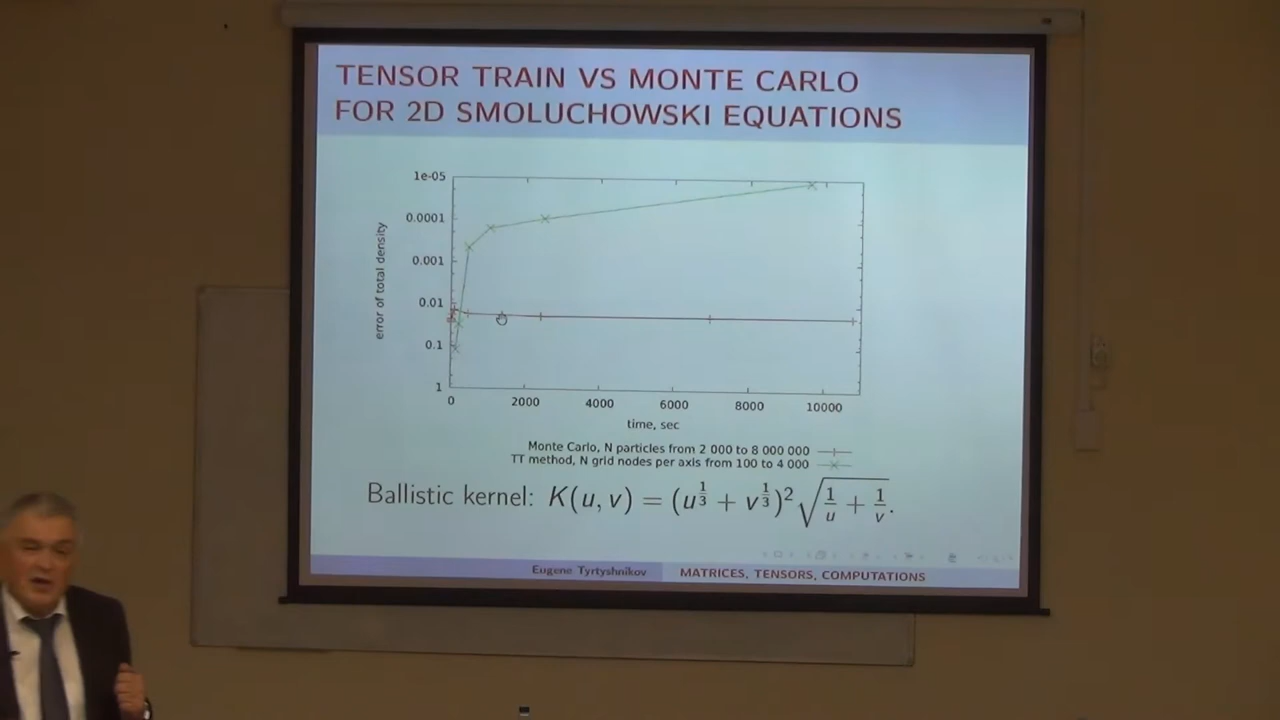 TENSOR TRAIN VS MONTE CARLO
FOR 2D SMOLUCHOWSKI EQUATIONS
error of total density
1e-05
0.0001
0.001
0.01
0.1
1
0 2000 4000 6000 8000 10000
time, sec
Monte Carlo, N particles from 2 000 to 8 000 000
TT method, N grid nodes per axis from 100 to 4 000
Ballistic kernel: K(u, v) = (u^{1/3} + v^{1/3})² √(1/u + 1/v).
Eugene Tyrtyshnikov MATRICES, TENSORS, COMPUTATIONS